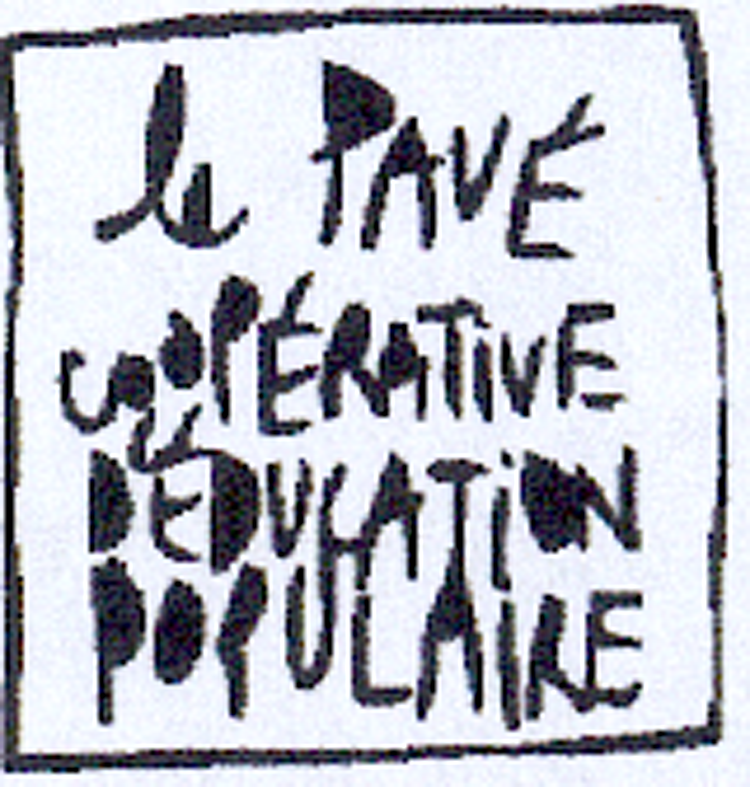 le PAVÉ
COOPÉRATiVE
D'ÉDUCATiON
POPULAIRE